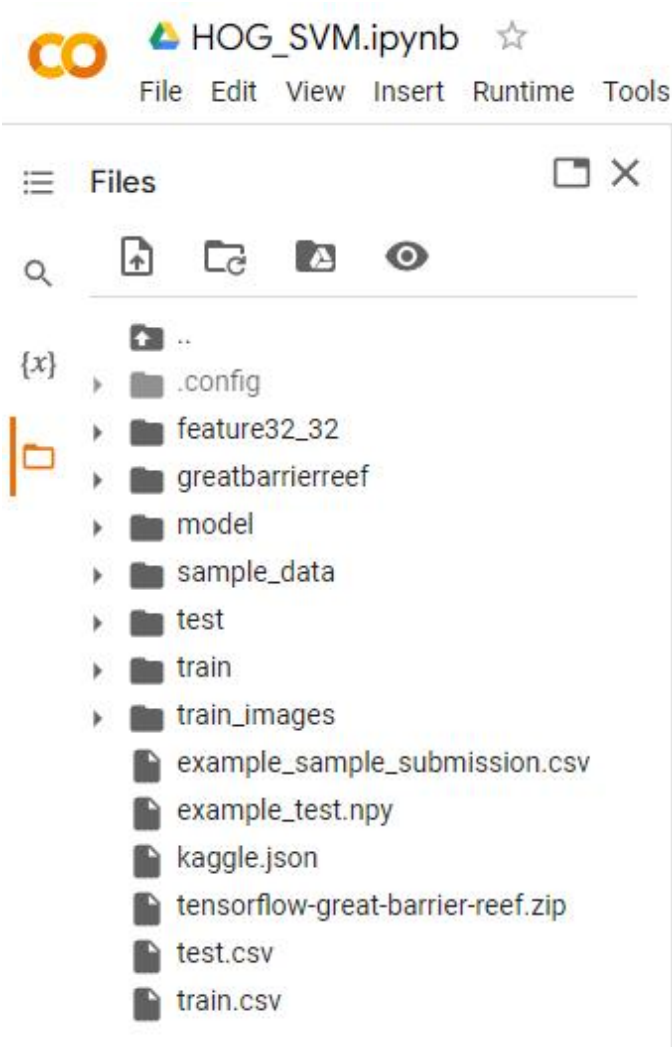 CO HOG_SVM.ipynb
File Edit View Insert Runtime Tools
Files
{x}
..
.config
feature32_32
greatbarrierreef
model
sample_data
test
train
train_images
example_sample_submission.csv
example_test.npy
kaggle.json
tensorflow-great-barrier-reef.zip
test.csv
train.csv